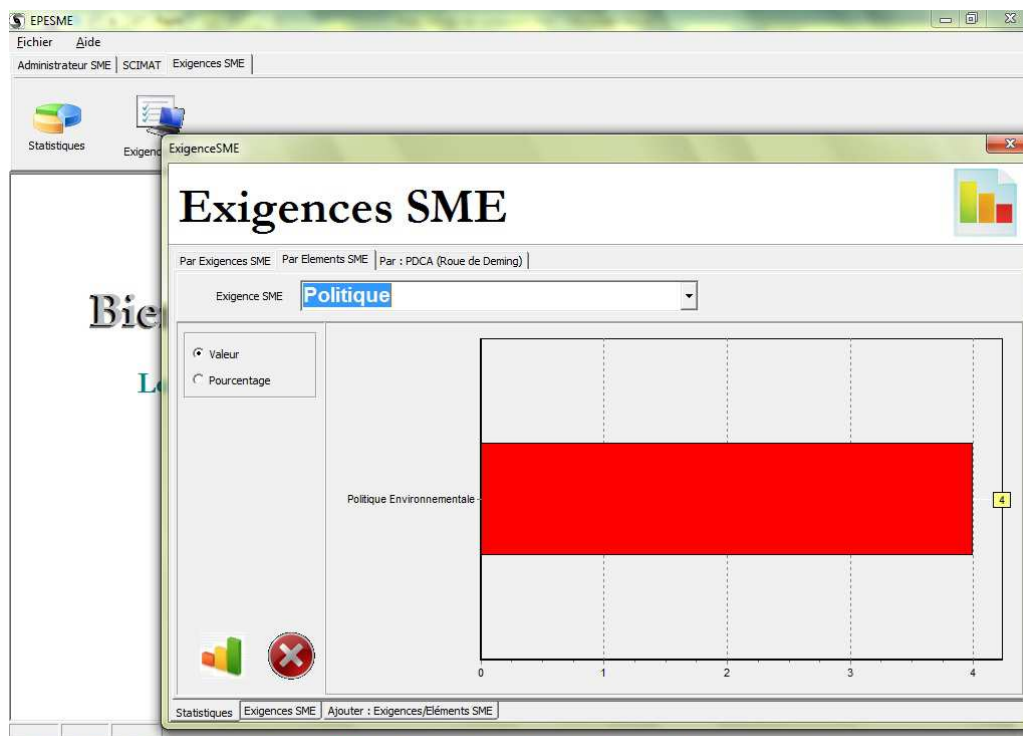 EPESME
Fichier Aide
Administrateur SME SCIMAT Exigences SME
Statistiques
ExigenceSME
Exigences SME
Par Exigences SME Par Elements SME Par : PDCA (Roue de Deming)
Exigence SME Politique
Valeur
Pourcentage
Politique Environnementale
4
0 1 2 3 4
Statistiques Exigences SME Ajouter : Exigences/Eléments SME